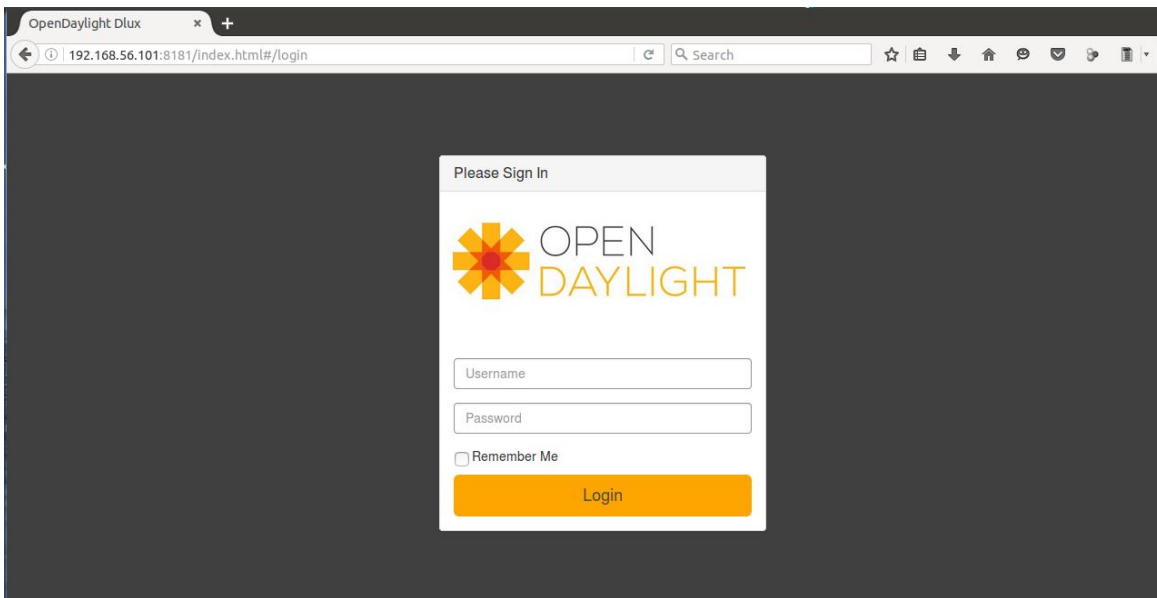 OpenDaylight Dlux
192.168.56.101:8181/index.html#/login
Search
Please Sign In
OPEN
DAYLIGHT
Username
Password
Remember Me
Login